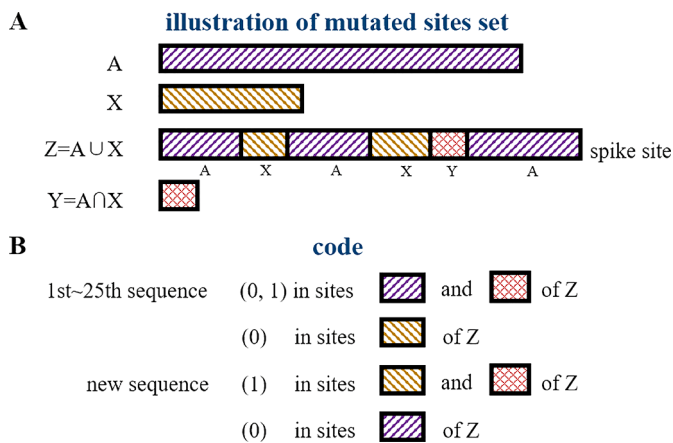 A illustration of mutated sites set
A
X
Z=A∪X spike site
A X A X Y A
Y=A∩X
B code
1st~25th sequence (0, 1) in sites and of Z
(0) in sites of Z
new sequence (1) in sites and of Z
(0) in sites of Z